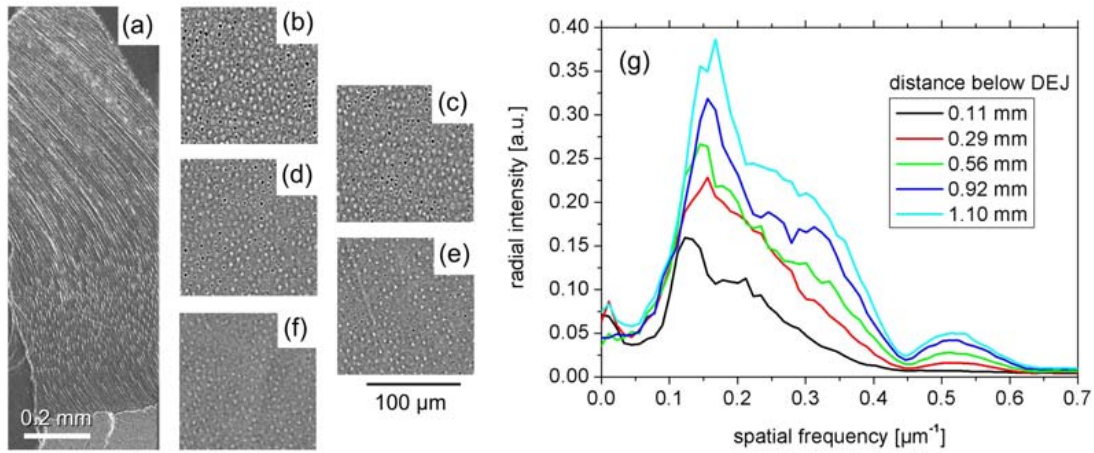 (a)
0.2 mm
(b)
(c)
(d)
(e)
(f)
100 µm
(g)
distance below DEJ
0.11 mm
0.29 mm
0.56 mm
0.92 mm
1.10 mm
radial intensity [a.u.]
0.40
0.35
0.30
0.25
0.20
0.15
0.10
0.05
0.00
0.0 0.1 0.2 0.3 0.4 0.5 0.6 0.7
spatial frequency [µm⁻¹]